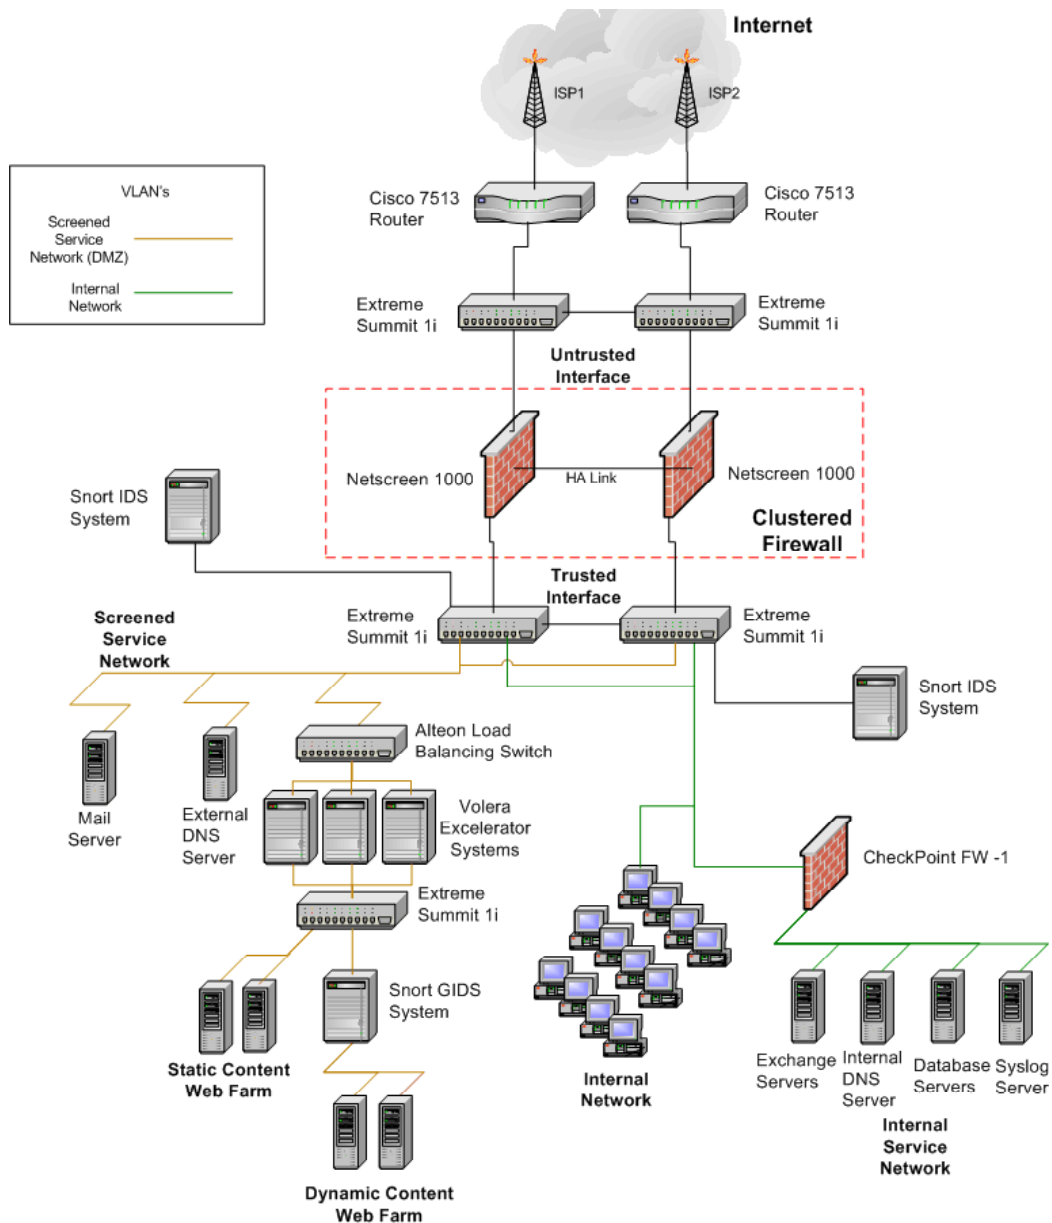 Internet
ISP1
ISP2
VLAN's
Screened
Service
Network (DMZ)
Internal
Network
Cisco 7513
Router
Cisco 7513
Router
Extreme
Summit 1i
Extreme
Summit 1i
Untrusted
Interface
Netscreen 1000
HA Link
Netscreen 1000
Clustered
Firewall
Snort IDS
System
Trusted
Interface
Extreme
Summit 1i
Extreme
Summit 1i
Screened
Service
Network
Snort IDS
System
Alteon Load
Balancing Switch
Mail
Server
External
DNS
Server
Volera
Excelerator
Systems
CheckPoint FW -1
Extreme
Summit 1i
Snort GIDS
System
Static Content
Web Farm
Internal
Network
Exchange
Servers
Internal
DNS
Server
Database
Servers
Syslog
Server
Internal
Service
Network
Dynamic Content
Web Farm